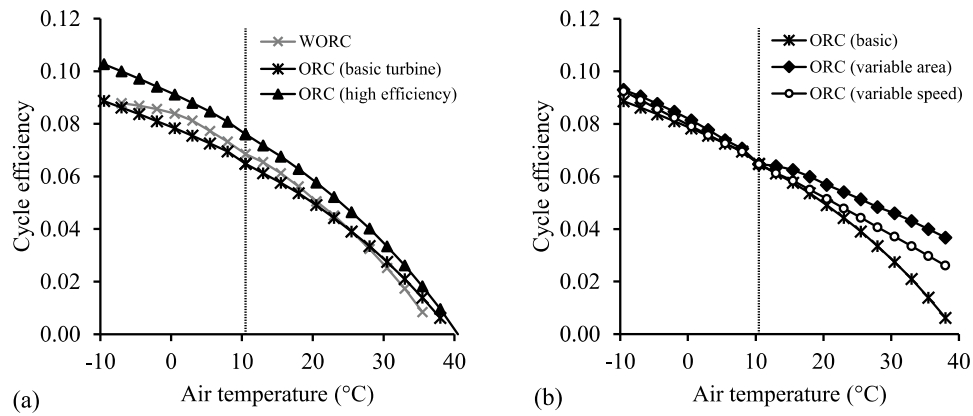 0.12
0.10
0.08
0.06
0.04
0.02
0.00
Cycle efficiency
WORC
ORC (basic turbine)
ORC (high efficiency)
-10 0 10 20 30 40
Air temperature (°C)
(a)
0.12
0.10
0.08
0.06
0.04
0.02
0.00
Cycle efficiency
ORC (basic)
ORC (variable area)
ORC (variable speed)
-10 0 10 20 30 40
Air temperature (°C)
(b)